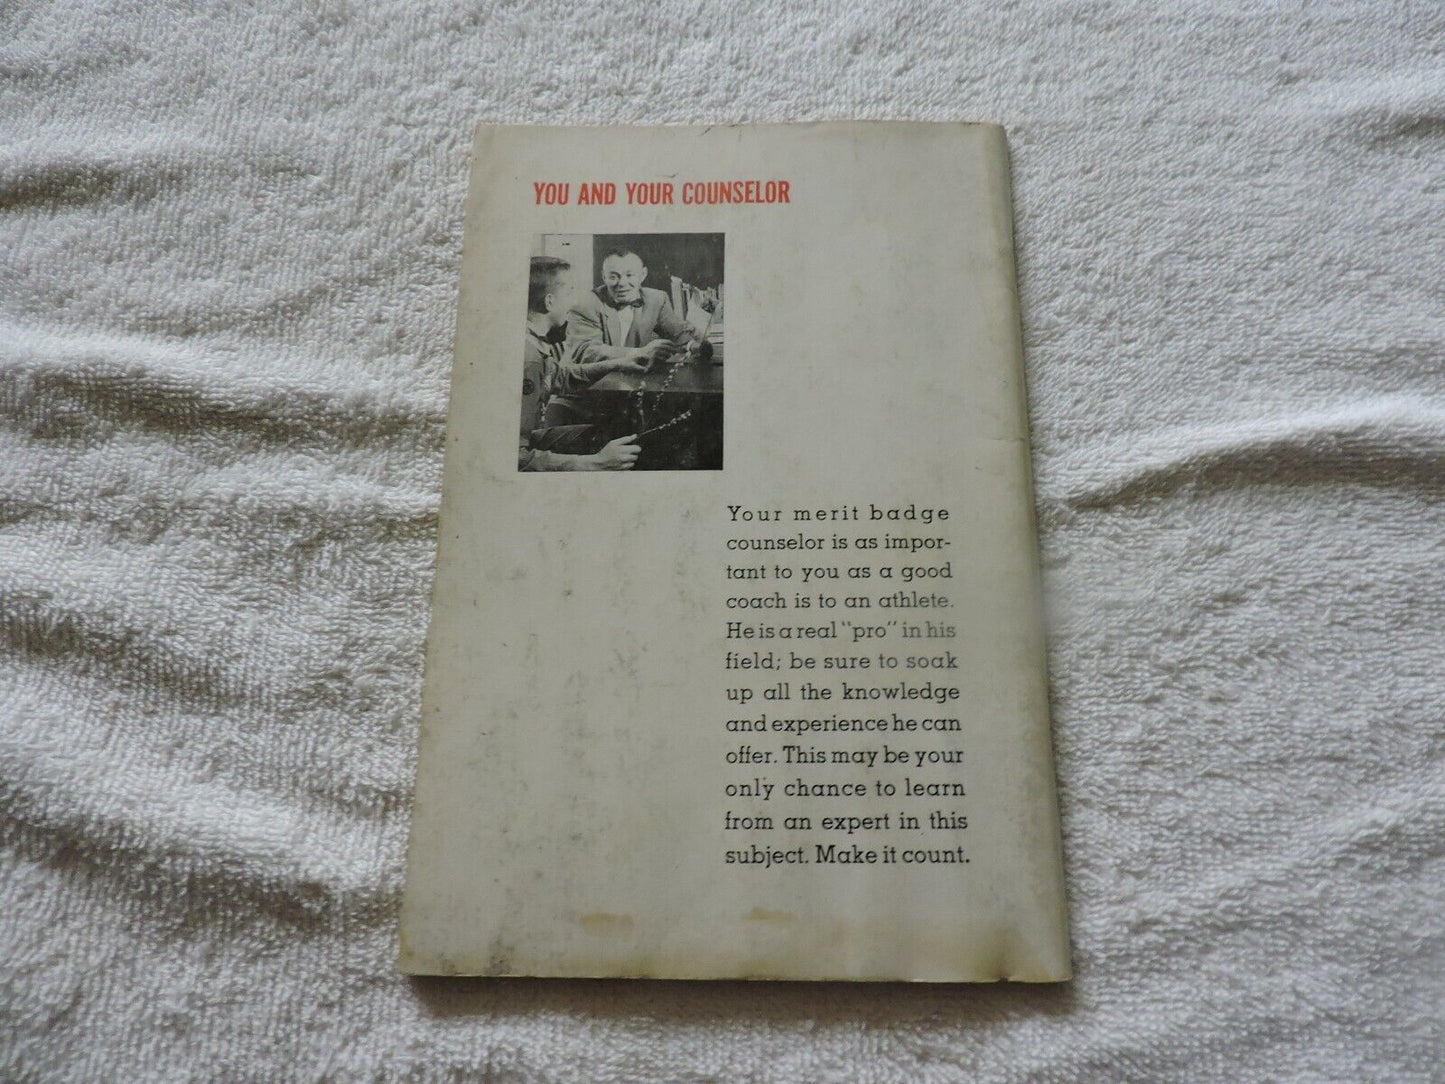 YOU AND YOUR COUNSELOR
Your merit badge
counselor is as impor-
tant to you as a good
coach is to an athlete.
He is a real "pro" in his
field; be sure to soak
up all the knowledge
and experience he can
offer. This may be your
only chance to learn
from an expert in this
subject. Make it count.